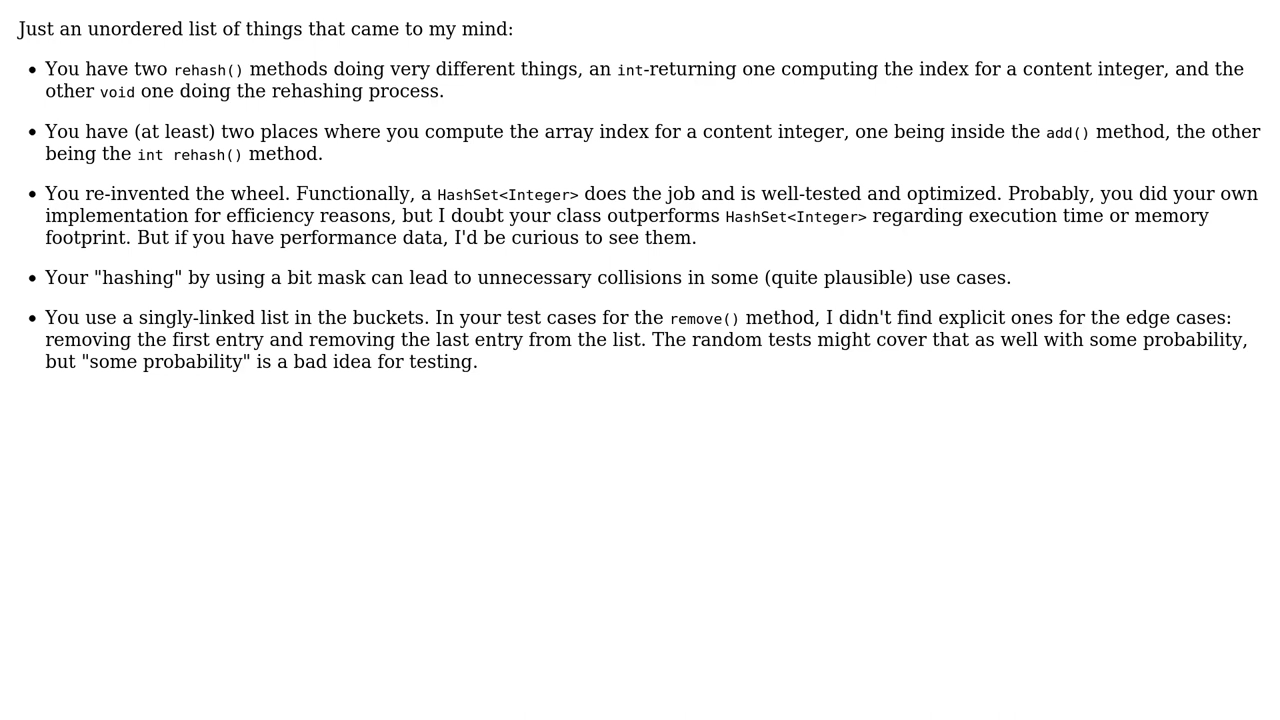 Just an unordered list of things that came to my mind:
• You have two rehash() methods doing very different things, an int-returning one computing the index for a content integer, and the
other void one doing the rehashing process.
• You have (at least) two places where you compute the array index for a content integer, one being inside the add() method, the other
being the int rehash() method.
• You re-invented the wheel. Functionally, a HashSet<Integer> does the job and is well-tested and optimized. Probably, you did your own
implementation for efficiency reasons, but I doubt your class outperforms HashSet<Integer> regarding execution time or memory
footprint. But if you have performance data, I'd be curious to see them.
• Your "hashing" by using a bit mask can lead to unnecessary collisions in some (quite plausible) use cases.
• You use a singly-linked list in the buckets. In your test cases for the remove() method, I didn't find explicit ones for the edge cases:
removing the first entry and removing the last entry from the list. The random tests might cover that as well with some probability,
but "some probability" is a bad idea for testing.